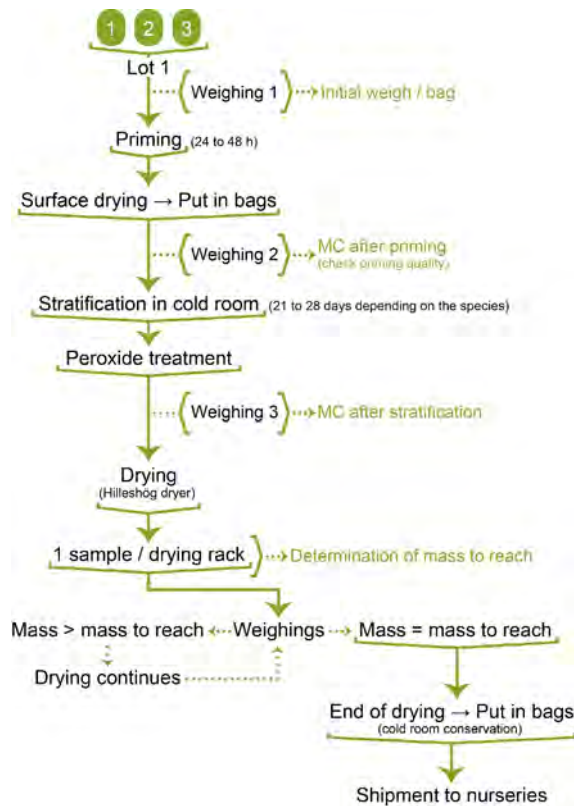 1 2 3
Lot 1
Weighing 1 Initial weigh / bag
Priming (24 to 48 h)
Surface drying → Put in bags
Weighing 2 MC after priming
(check priming quality)
Stratification in cold room (21 to 28 days depending on the species)
Peroxide treatment
Weighing 3 MC after stratification
Drying
(Hilleshög dryer)
1 sample / drying rack Determination of mass to reach
Mass > mass to reach Weighings Mass = mass to reach
Drying continues
End of drying → Put in bags
(cold room conservation)
Shipment to nurseries